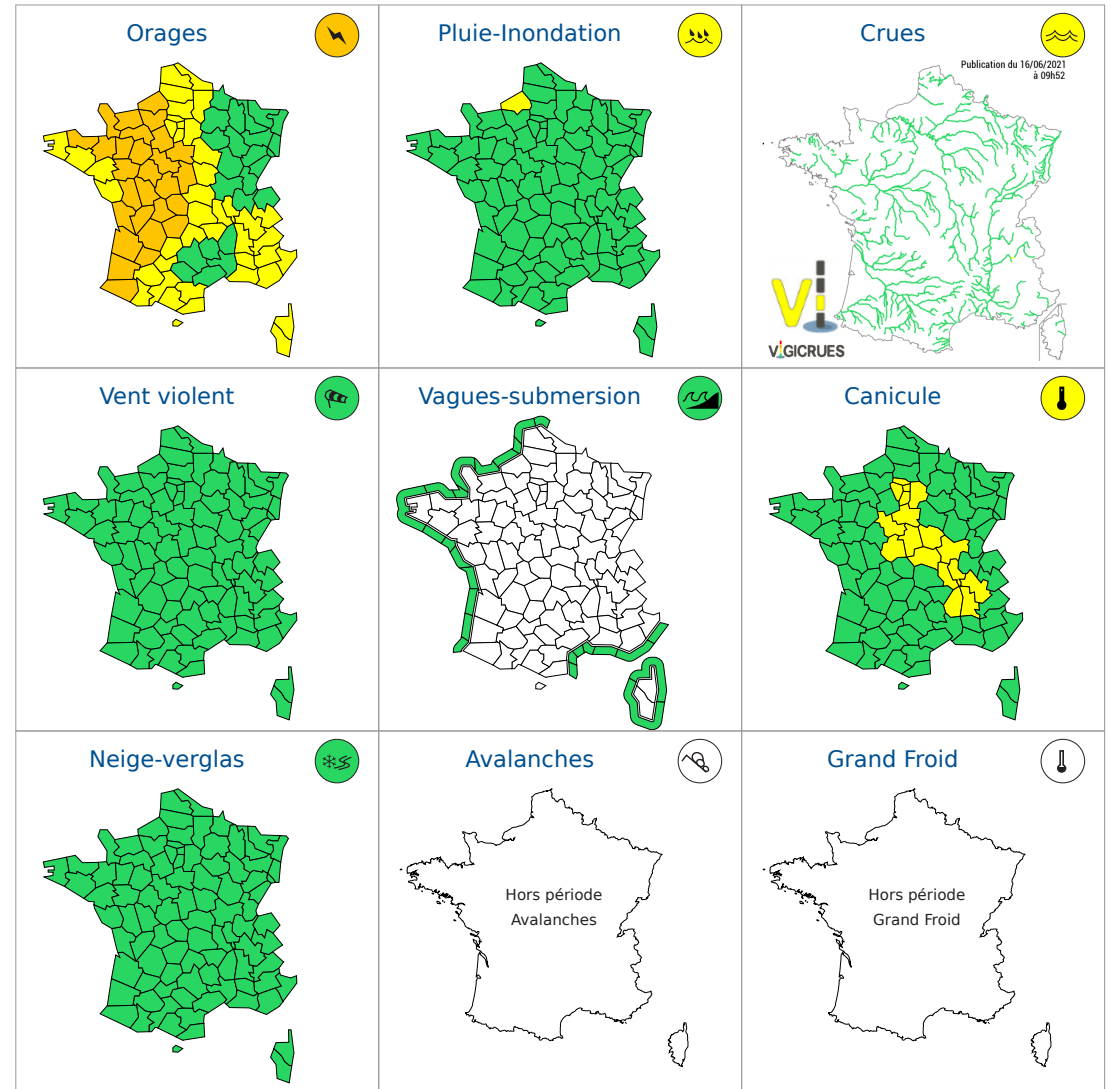 Orages
Pluie-Inondation
Crues
Publication du 16/06/2021
à 09h52
Vi
VIGICRUES
Vent violent
Vagues-submersion
Canicule
Neige-verglas
Avalanches
Hors période
Avalanches
Grand Froid
Hors période
Grand Froid